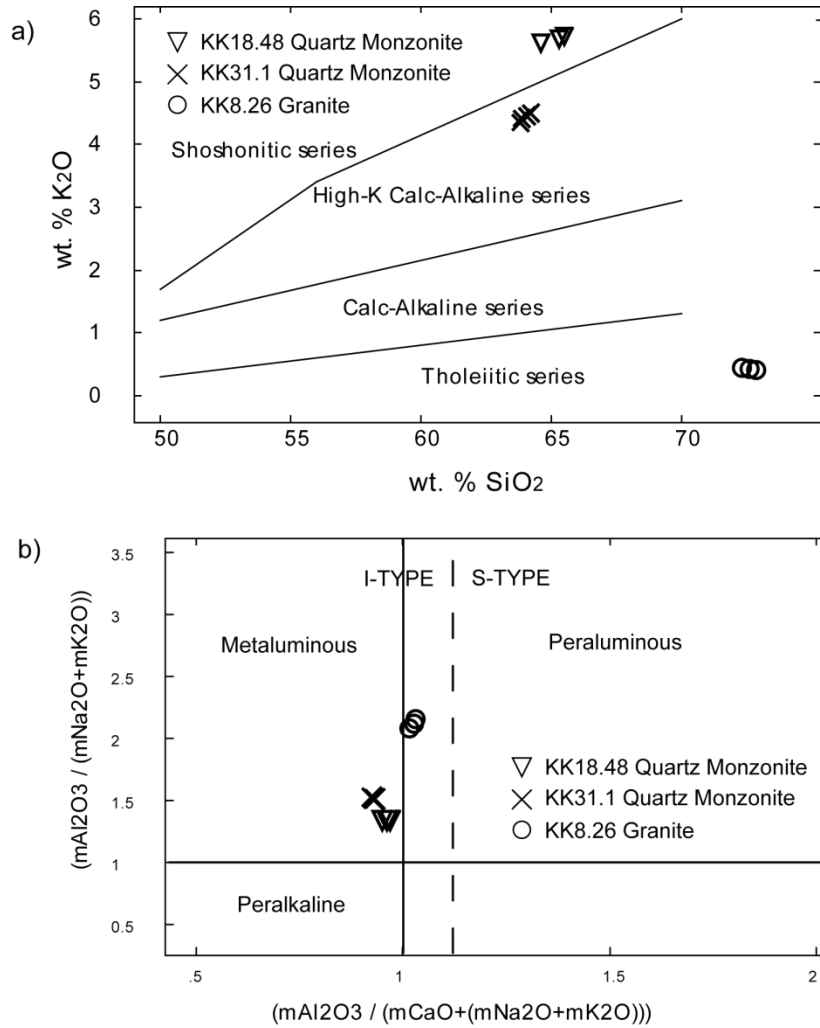 a)
6
5
4
3
2
1
0
wt. % K2O
KK18.48 Quartz Monzonite
KK31.1 Quartz Monzonite
KK8.26 Granite
Shoshonitic series
High-K Calc-Alkaline series
Calc-Alkaline series
Tholeiitic series
50 55 60 65 70
wt. % SiO2
b)
3.5
3
2.5
2
1.5
1
0.5
(mAl2O3 / (mNa2O+mK2O))
I-TYPE S-TYPE
Metaluminous Peraluminous
KK18.48 Quartz Monzonite
KK31.1 Quartz Monzonite
KK8.26 Granite
Peralkaline
.5 1 1.5 2
(mAl2O3 / (mCaO+(mNa2O+mK2O)))